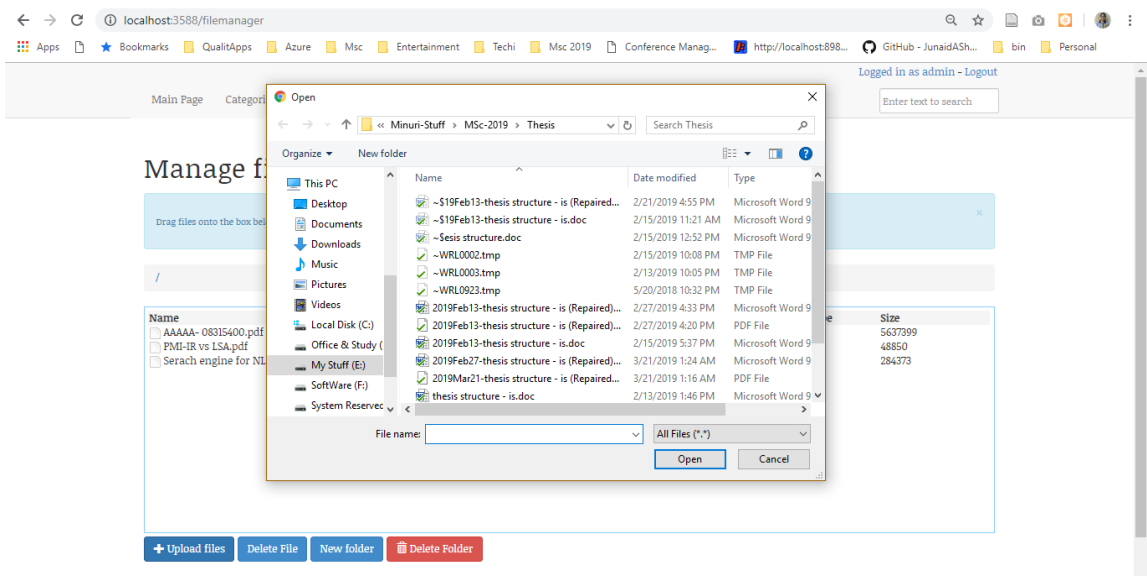 localhost:3588/filemanager
Apps Bookmarks QualitApps Azure Msc Entertainment Techi Msc 2019 Conference Manag... http://localhost:898... GitHub - JunaidASh... bin Personal
Logged in as admin - Logout
Main Page Categori
Enter text to search
Manage fi
Drag files onto the box bel
×
/
Name e Size
AAAAA- 08315400.pdf 5637399
PMI-IR vs LSA.pdf 48850
Serach engine for NL 284373
Open
« Minuri-Stuff › MSc-2019 › Thesis
Search Thesis
Organize New folder
This PC
Desktop
Documents
Downloads
Music
Pictures
Videos
Local Disk (C:)
Office & Study (
My Stuff (E:)
SoftWare (F:)
System Reserved
Name Date modified Type
~$19Feb13-thesis structure - is (Repaired... 2/21/2019 4:55 PM Microsoft Word 9
~$19Feb13-thesis structure - is.doc 2/15/2019 11:21 AM Microsoft Word 9
~$esis structure.doc 2/15/2019 12:52 PM Microsoft Word 9
~WRL0002.tmp 2/15/2019 10:08 PM TMP File
~WRL0003.tmp 2/13/2019 10:05 PM TMP File
~WRL0923.tmp 5/20/2018 10:32 PM TMP File
2019Feb13-thesis structure - is (Repaired)... 2/27/2019 4:33 PM Microsoft Word 9
2019Feb13-thesis structure - is (Repaired)... 2/27/2019 4:20 PM PDF File
2019Feb13-thesis structure - is.doc 2/15/2019 5:37 PM Microsoft Word 9
2019Feb27-thesis structure - is (Repaired)... 3/21/2019 1:24 AM Microsoft Word 9
2019Mar21-thesis structure - is (Repaired... 3/21/2019 1:16 AM PDF File
thesis structure - is.doc 2/13/2019 1:46 PM Microsoft Word 9
File name: All Files (*.*)
Open Cancel
+ Upload files Delete File New folder Delete Folder